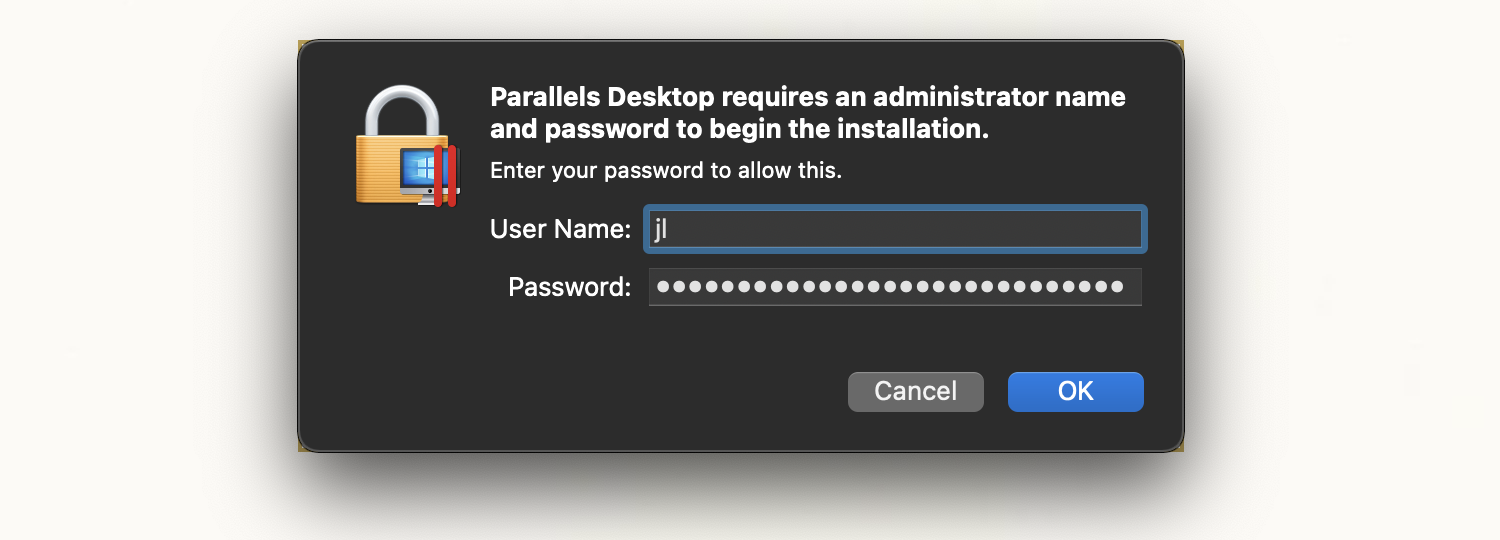 Parallels Desktop requires an administrator name
and password to begin the installation.
Enter your password to allow this.
User Name: jl
Password: ●●●●●●●●●●●●●●●●●●●●●●●●●●●●●
Cancel OK